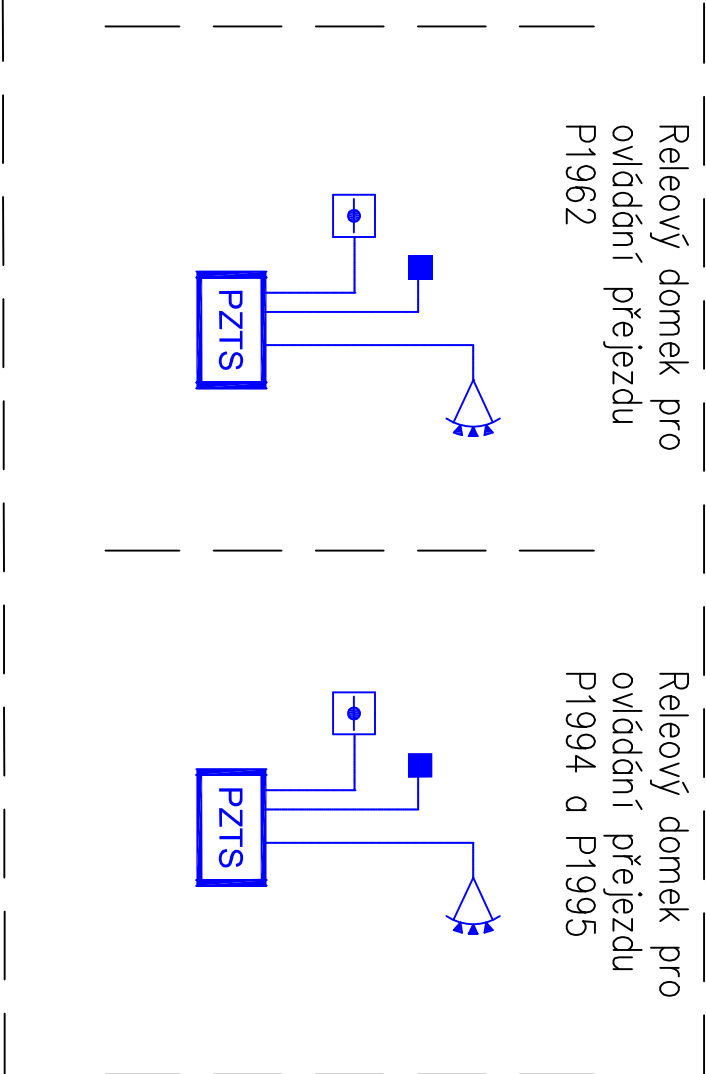 Releový domek pro
ovládání přejezdu
P1962
PZTS
Releový domek pro
ovládání přejezdu
P1994 a P1995
PZTS